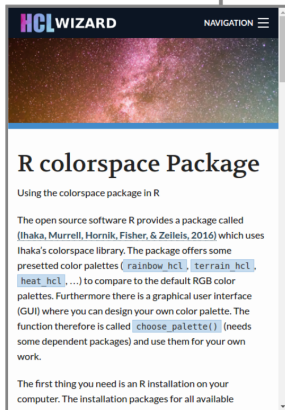 HCLWIZARD
NAVIGATION
R colorspace Package
Using the colorspace package in R
The open source software R provides a package called
(Ihaka, Murrell, Hornik, Fisher, & Zeileis, 2016) which uses
Ihaka's colorspace library. The package offers some
presetted color palettes ( rainbow_hcl , terrain_hcl ,
heat_hcl , …) to compare to the default RGB color
palettes. Furthermore there is a graphical user interface
(GUI) where you can design your own color palette. The
function therefore is called choose_palette() (needs
some dependent packages) and use them for your own
work.
The first thing you need is an R installation on your
computer. The installation packages for all available